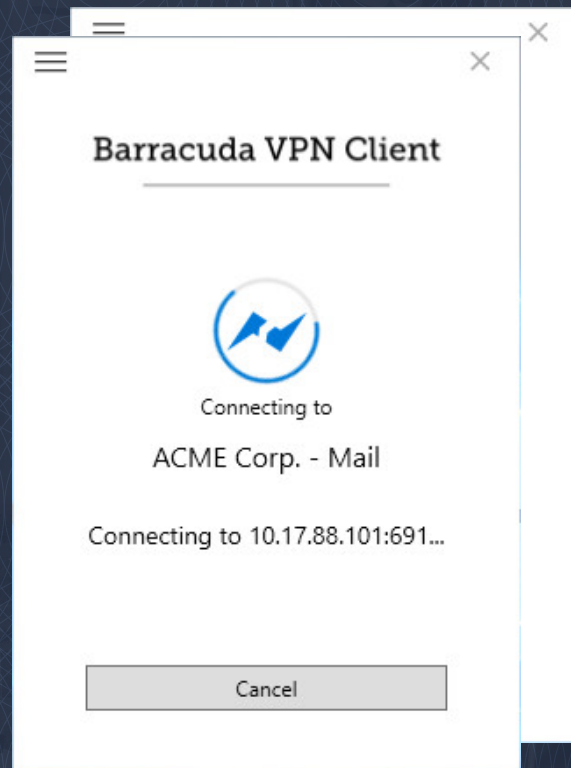 Barracuda VPN Client
Connecting to
ACME Corp. - Mail
Connecting to 10.17.88.101:691...
Cancel